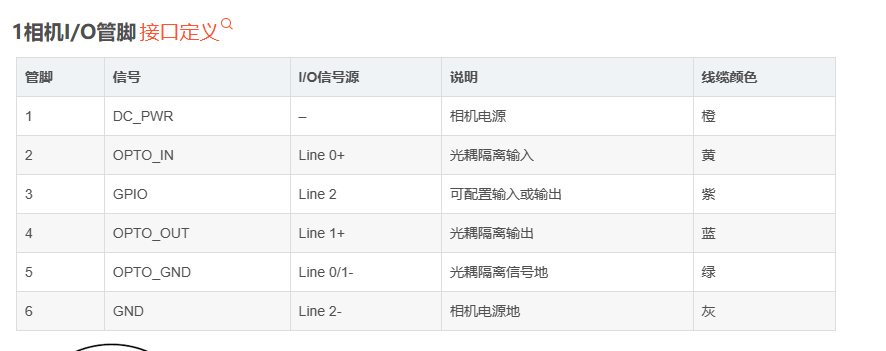 1相机I/O管脚 接口定义
管脚 信号 I/O信号源 说明 线缆颜色
1 DC_PWR – 相机电源 橙
2 OPTO_IN Line 0+ 光耦隔离输入 黄
3 GPIO Line 2 可配置输入或输出 紫
4 OPTO_OUT Line 1+ 光耦隔离输出 蓝
5 OPTO_GND Line 0/1- 光耦隔离信号地 绿
6 GND Line 2- 相机电源地 灰